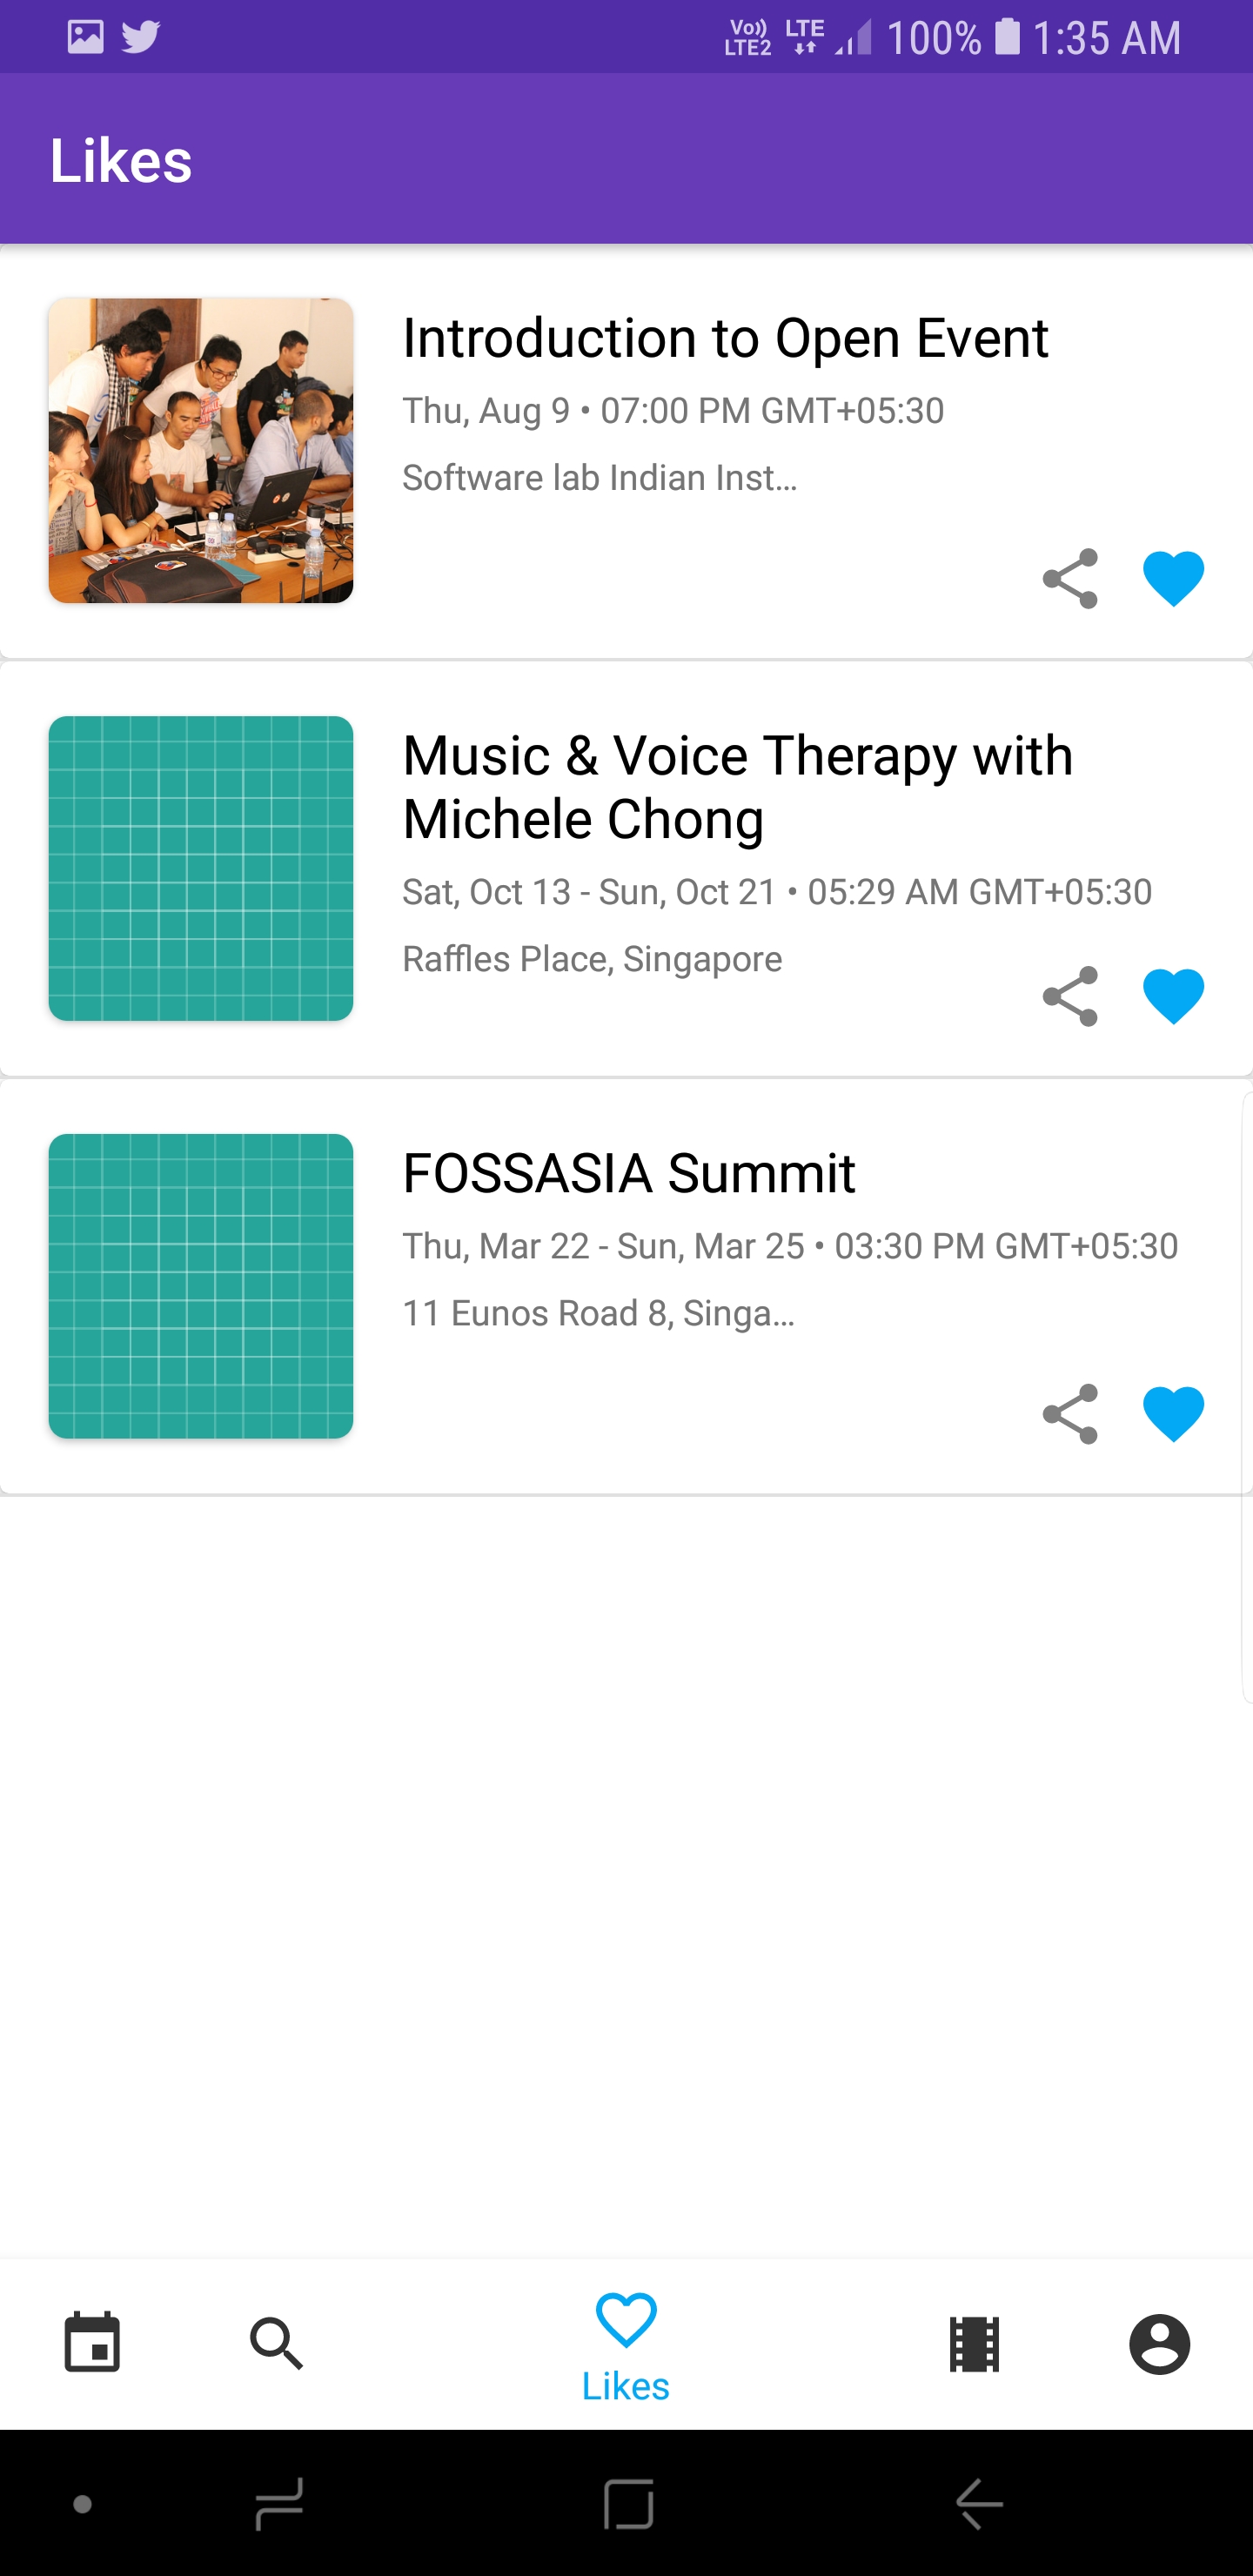 Vo)) LTE2 LTE 100% 1:35 AM
Likes
Introduction to Open Event
Thu, Aug 9 • 07:00 PM GMT+05:30
Software lab Indian Inst...
Music & Voice Therapy with
Michele Chong
Sat, Oct 13 - Sun, Oct 21 • 05:29 AM GMT+05:30
Raffles Place, Singapore
FOSSASIA Summit
Thu, Mar 22 - Sun, Mar 25 • 03:30 PM GMT+05:30
11 Eunos Road 8, Singa...
Likes